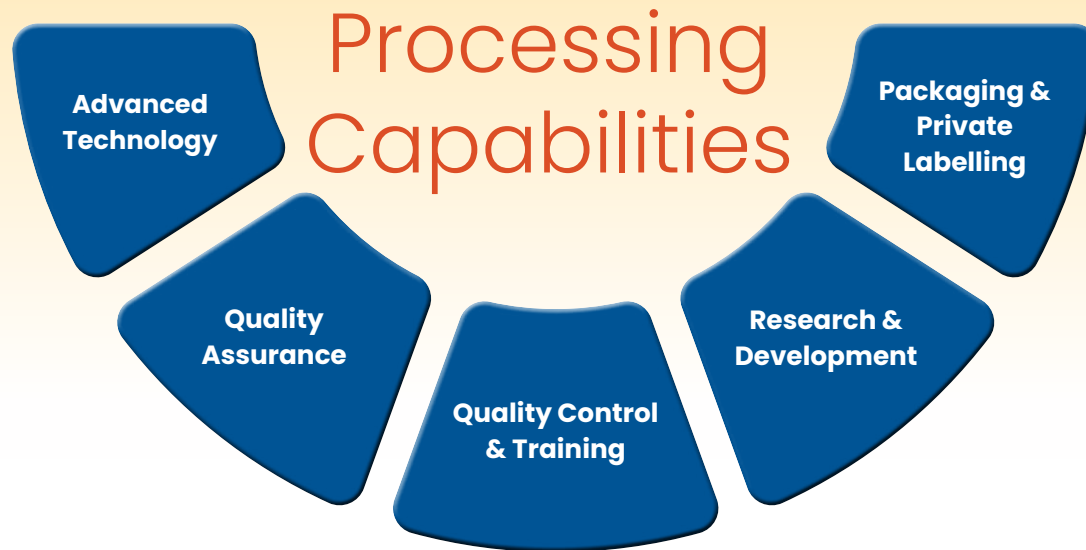 Processing
Capabilities
Advanced
Technology
Quality
Assurance
Quality Control
& Training
Research &
Development
Packaging &
Private
Labelling